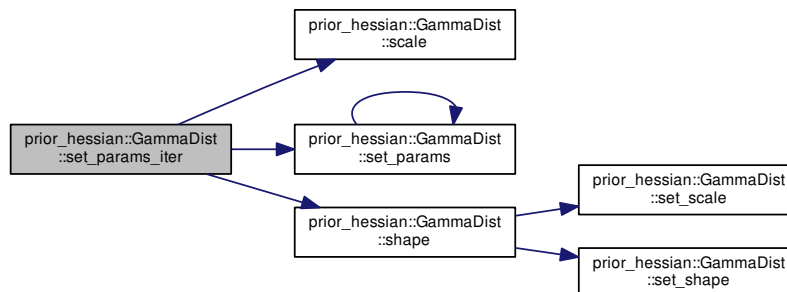 prior_hessian::GammaDist
::scale
prior_hessian::GammaDist
::set_params_iter
prior_hessian::GammaDist
::set_params
prior_hessian::GammaDist
::shape
prior_hessian::GammaDist
::set_scale
prior_hessian::GammaDist
::set_shape